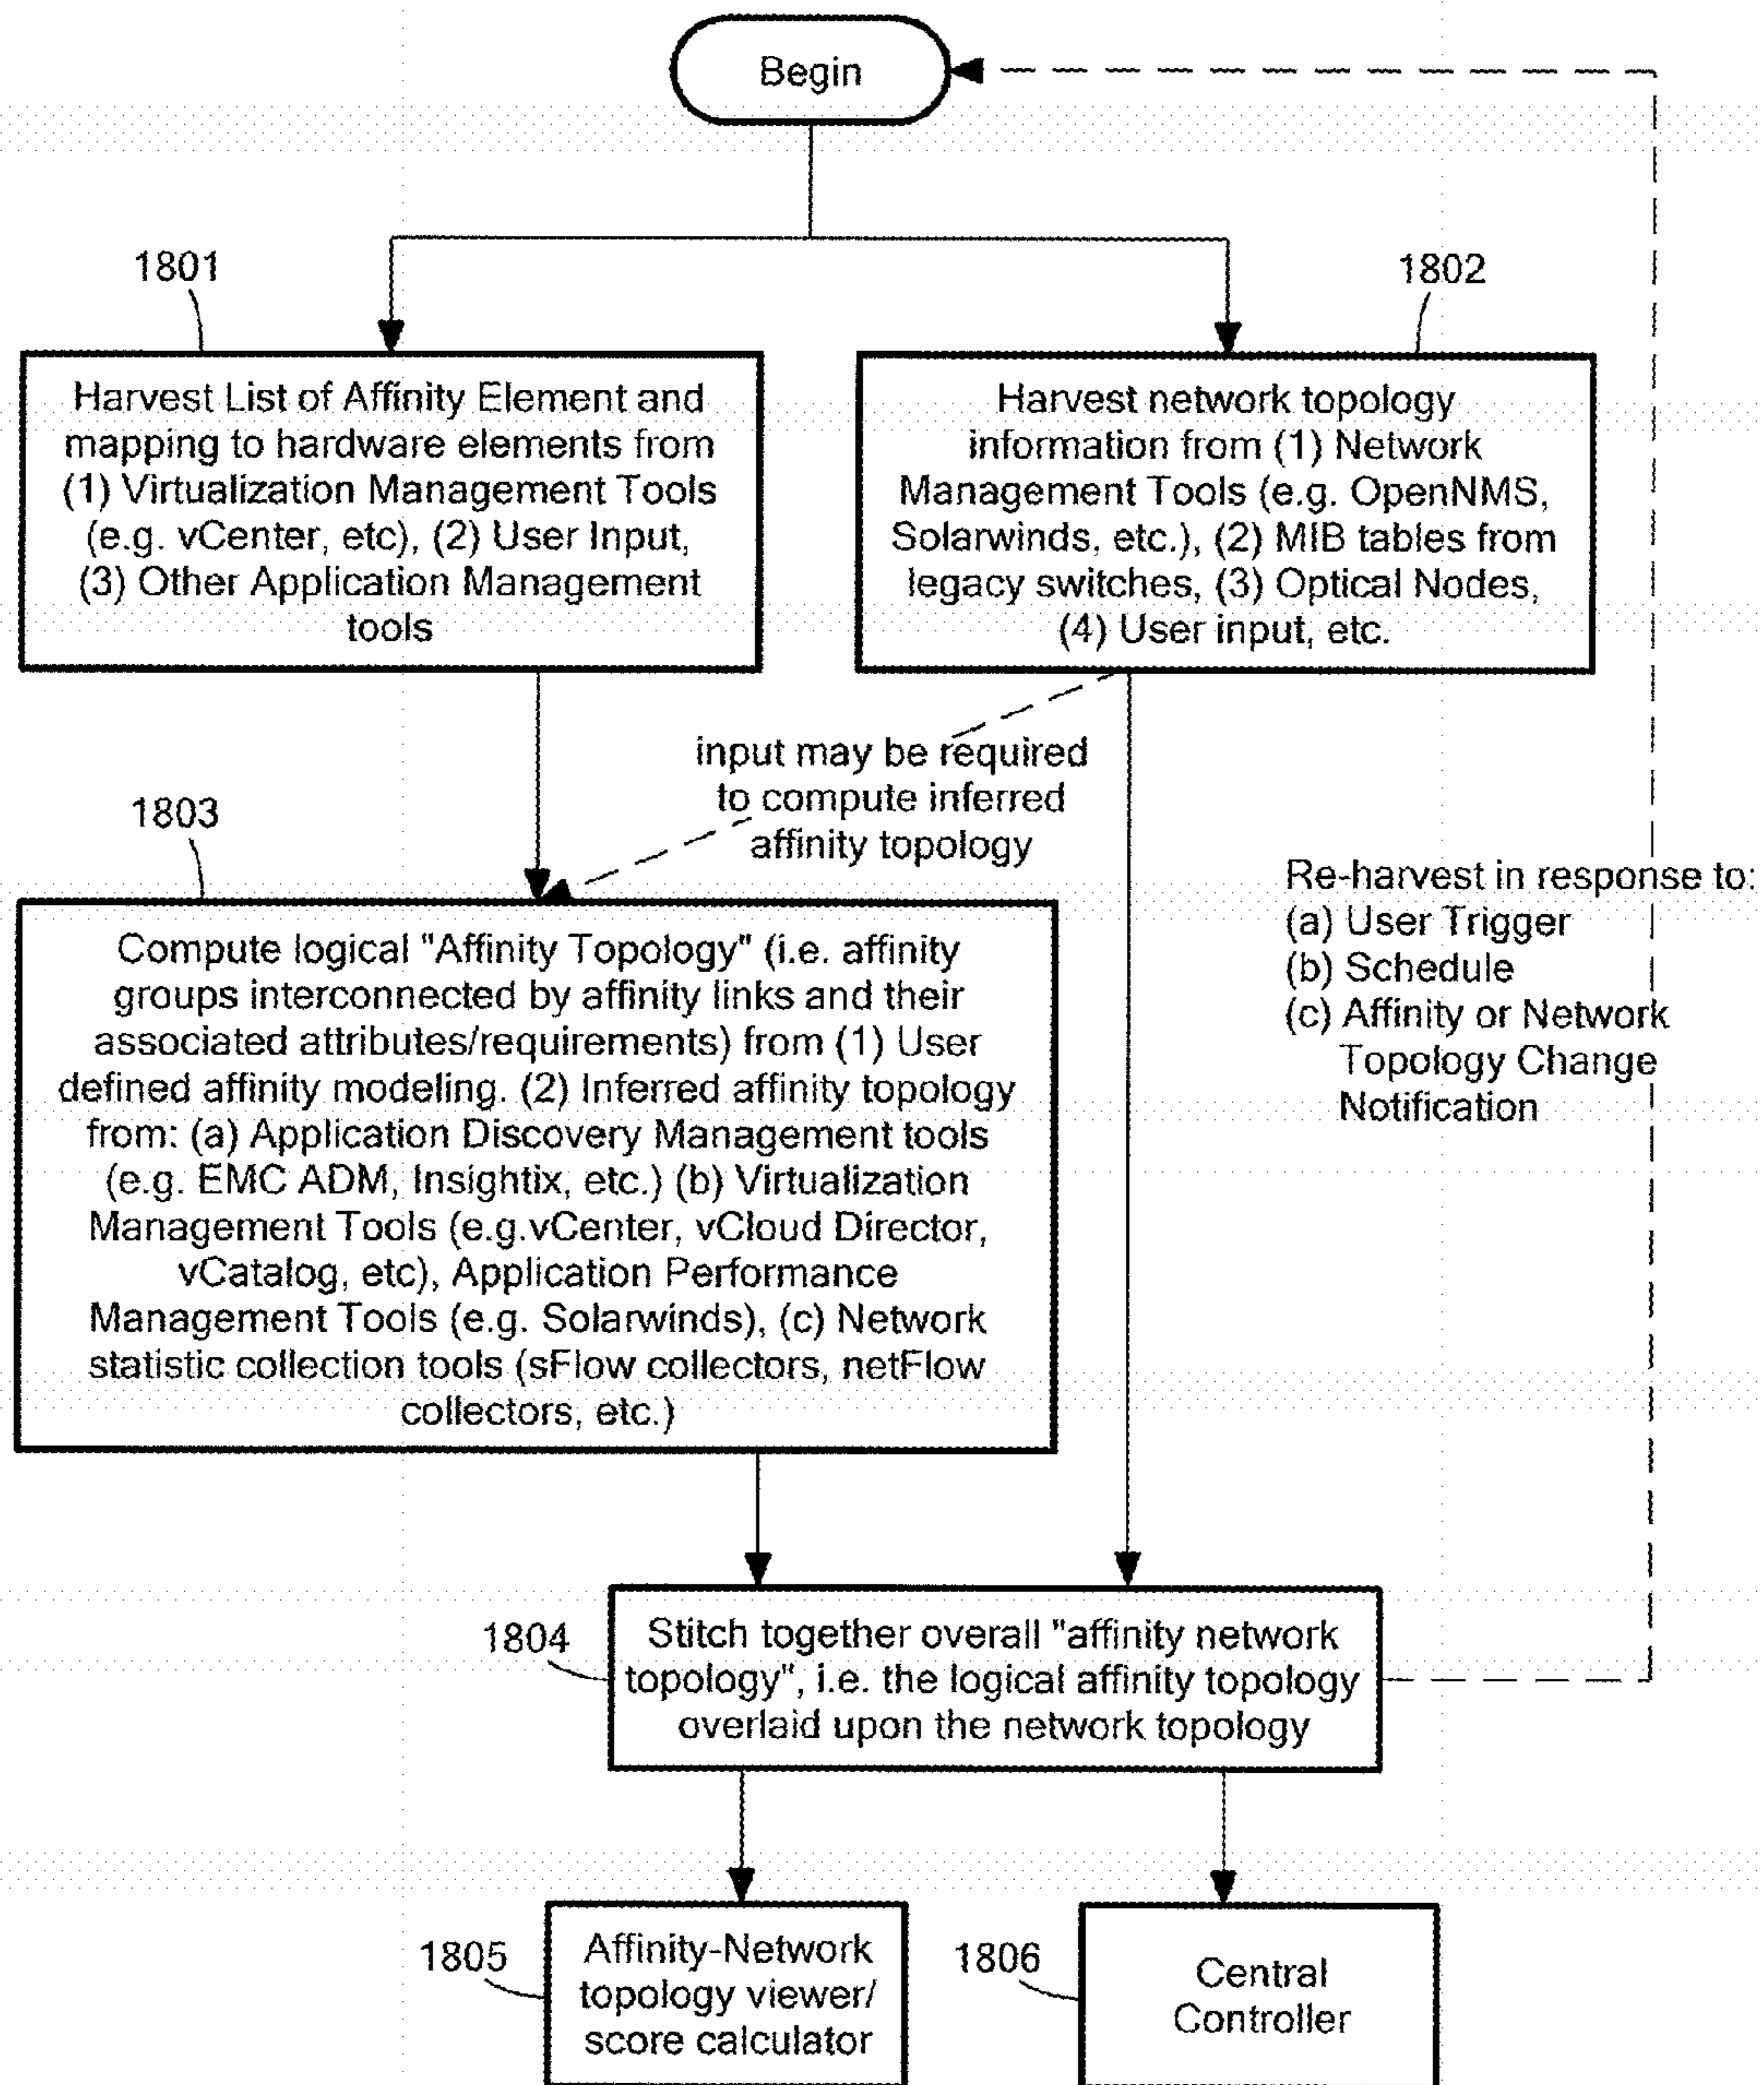 Begin
1801
1802
Harvest List of Affinity Element and
mapping to hardware elements from
(1) Virtualization Management Tools
(e.g. vCenter, etc), (2) User Input,
(3) Other Application Management
tools
Harvest network topology
information from (1) Network
Management Tools (e.g. OpenNMS,
Solarwinds, etc.), (2) MIB tables from
legacy switches, (3) Optical Nodes,
(4) User input, etc.
input may be required
to compute inferred
affinity topology
1803
Re-harvest in response to:
(a) User Trigger
(b) Schedule
(c) Affinity or Network
Topology Change
Notification
Compute logical "Affinity Topology" (i.e. affinity
groups interconnected by affinity links and their
associated attributes/requirements) from (1) User
defined affinity modeling. (2) Inferred affinity topology
from: (a) Application Discovery Management tools
(e.g. EMC ADM, Insightix, etc.) (b) Virtualization
Management Tools (e.g.vCenter, vCloud Director,
vCatalog, etc), Application Performance
Management Tools (e.g. Solarwinds), (c) Network
statistic collection tools (sFlow collectors, netFlow
collectors, etc.)
1804
Stitch together overall "affinity network
topology", i.e. the logical affinity topology
overlaid upon the network topology
1805
Affinity-Network
topology viewer/
score calculator
1806
Central
Controller